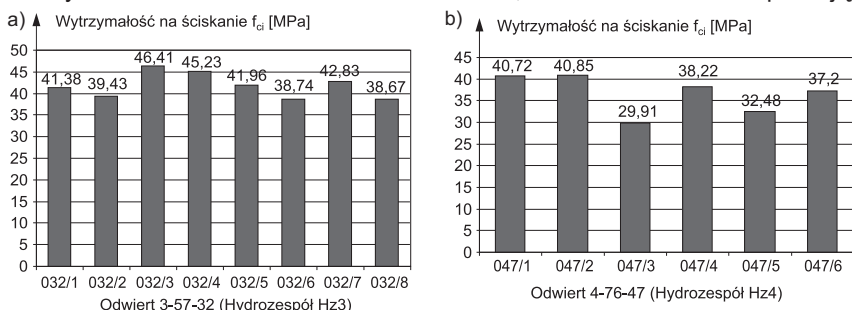 a) Wytrzymałość na ściskanie fci [MPa]
50
45
40
35
30
25
20
15
10
5
0
41,38 39,43 46,41 45,23 41,96 38,74 42,83 38,67
032/1 032/2 032/3 032/4 032/5 032/6 032/7 032/8
Odwiert 3-57-32 (Hydrozespół Hz3)
b) Wytrzymałość na ściskanie fci [MPa]
45
40
35
30
25
20
15
10
5
0
40,72 40,85 29,91 38,22 32,48 37,2
047/1 047/2 047/3 047/4 047/5 047/6
Odwiert 4-76-47 (Hydrozespół Hz4)